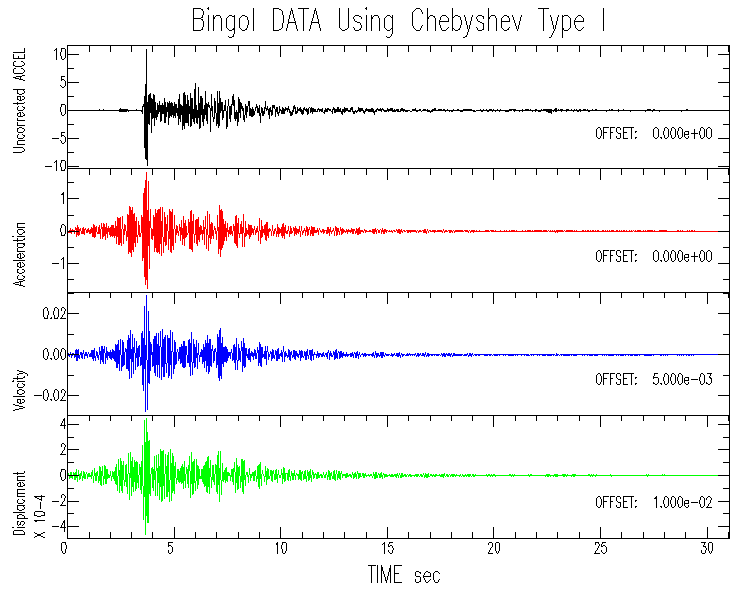 Bingol DATA Using Chebyshev Type I
Uncorrected ACCEL
10
5
0
-5
-10
OFFSET: 0.000e+00
Acceleration
1
0
-1
OFFSET: 0.000e+00
Velocity
0.02
0.00
-0.02
OFFSET: 5.000e-03
Displacment
X 10-4
4
2
0
-2
-4
OFFSET: 1.000e-02
0 5 10 15 20 25 30
TIME sec